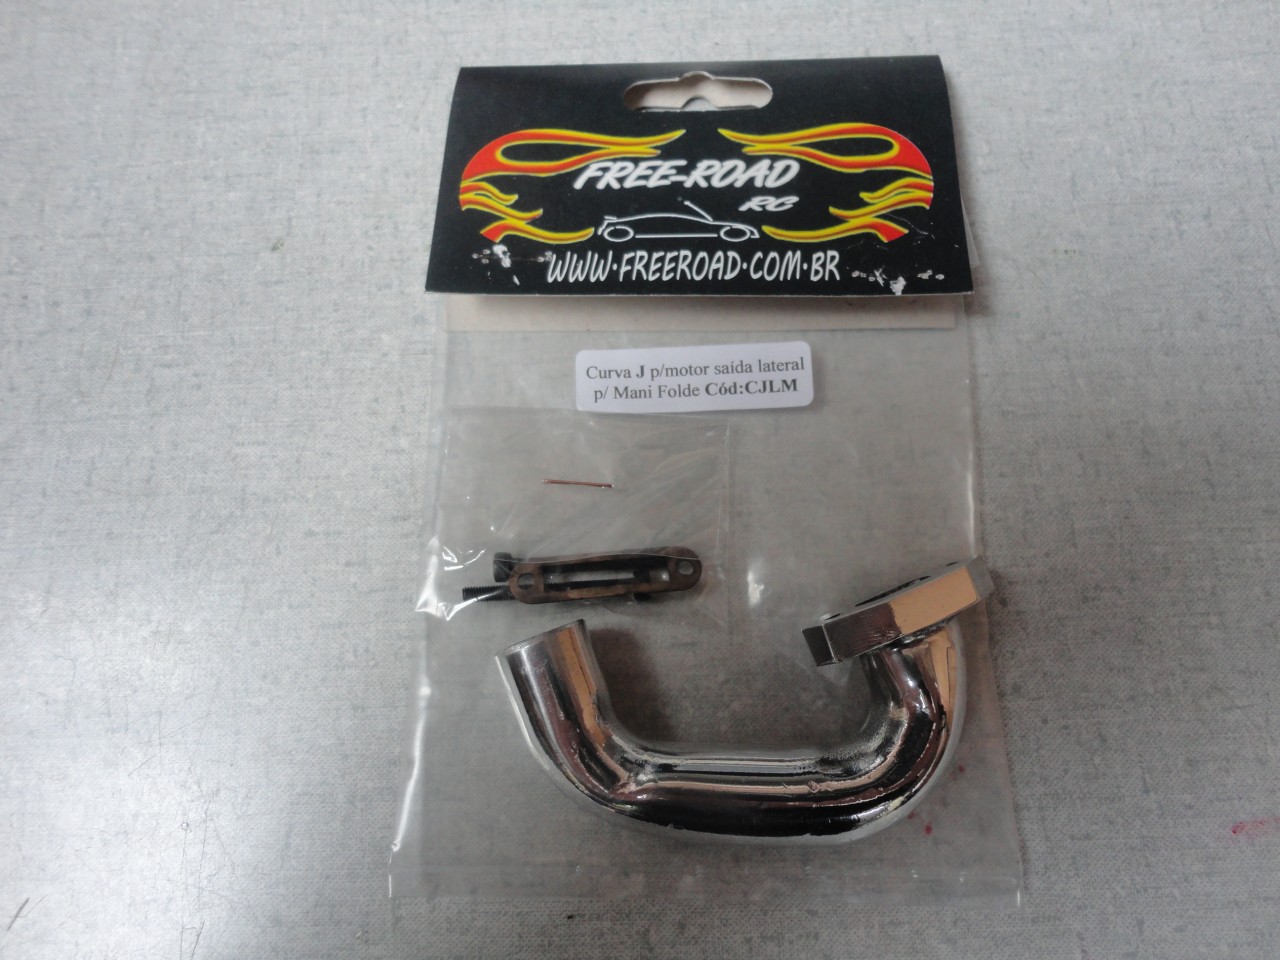 FREE-ROAD
RC
WWW.FREEROAD.COM.BR
Curva J p/motor saída lateral
p/ Mani Folde Cód:CJLM